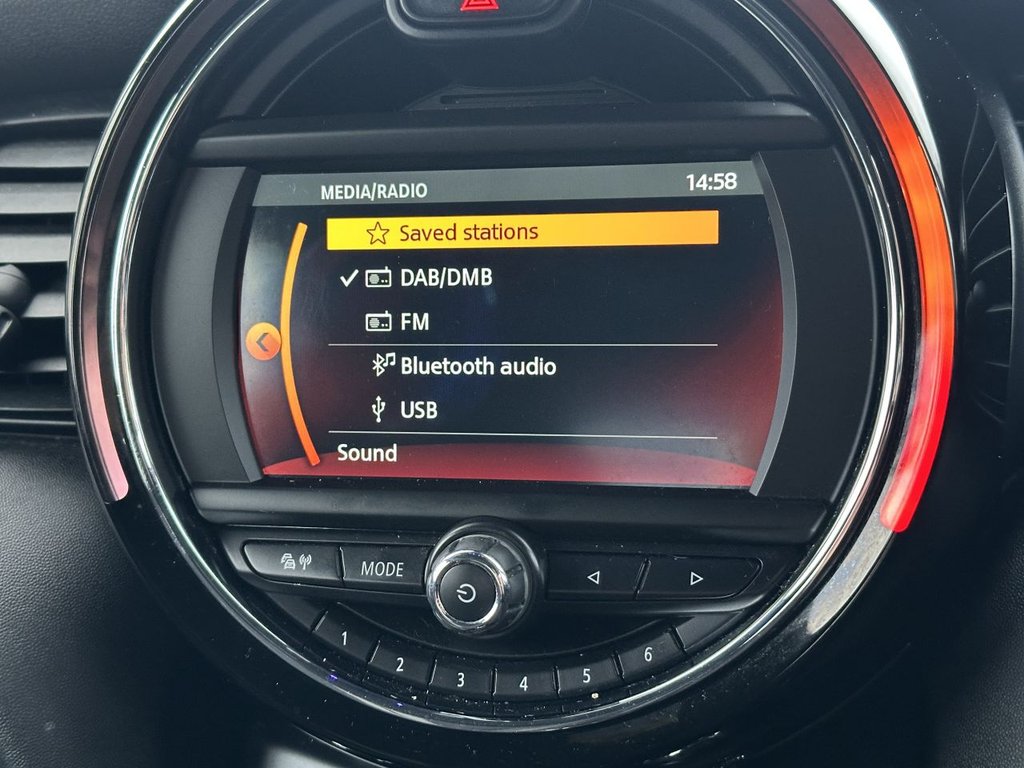 MEDIA/RADIO 14:58
Saved stations
DAB/DMB
FM
Bluetooth audio
USB
Sound
MODE
1 2 3 4 5 6